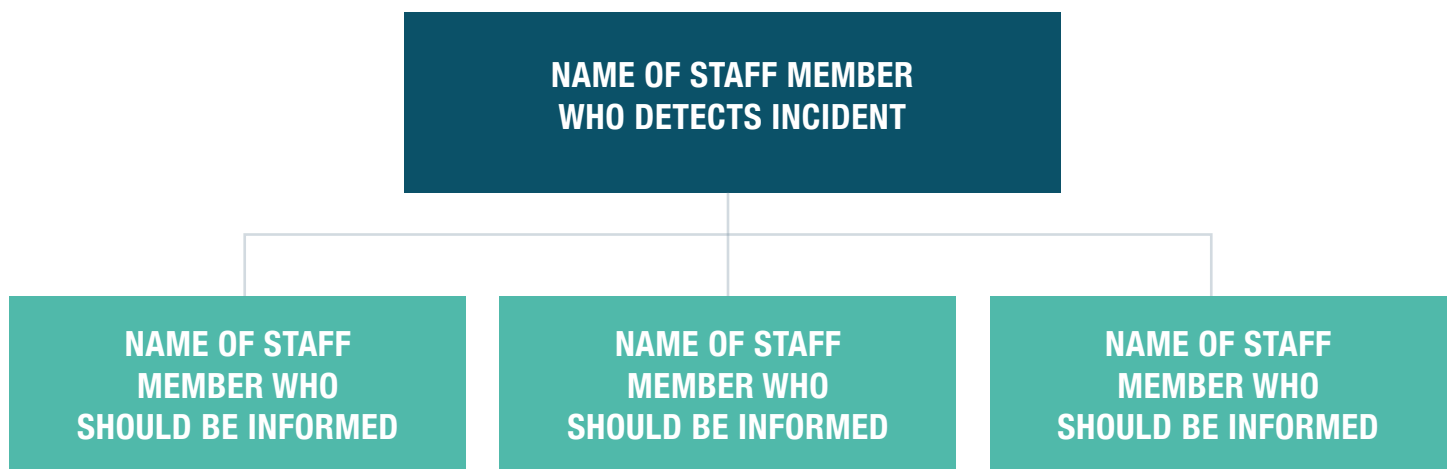 NAME OF STAFF MEMBER
WHO DETECTS INCIDENT
NAME OF STAFF
MEMBER WHO
SHOULD BE INFORMED
NAME OF STAFF
MEMBER WHO
SHOULD BE INFORMED
NAME OF STAFF
MEMBER WHO
SHOULD BE INFORMED